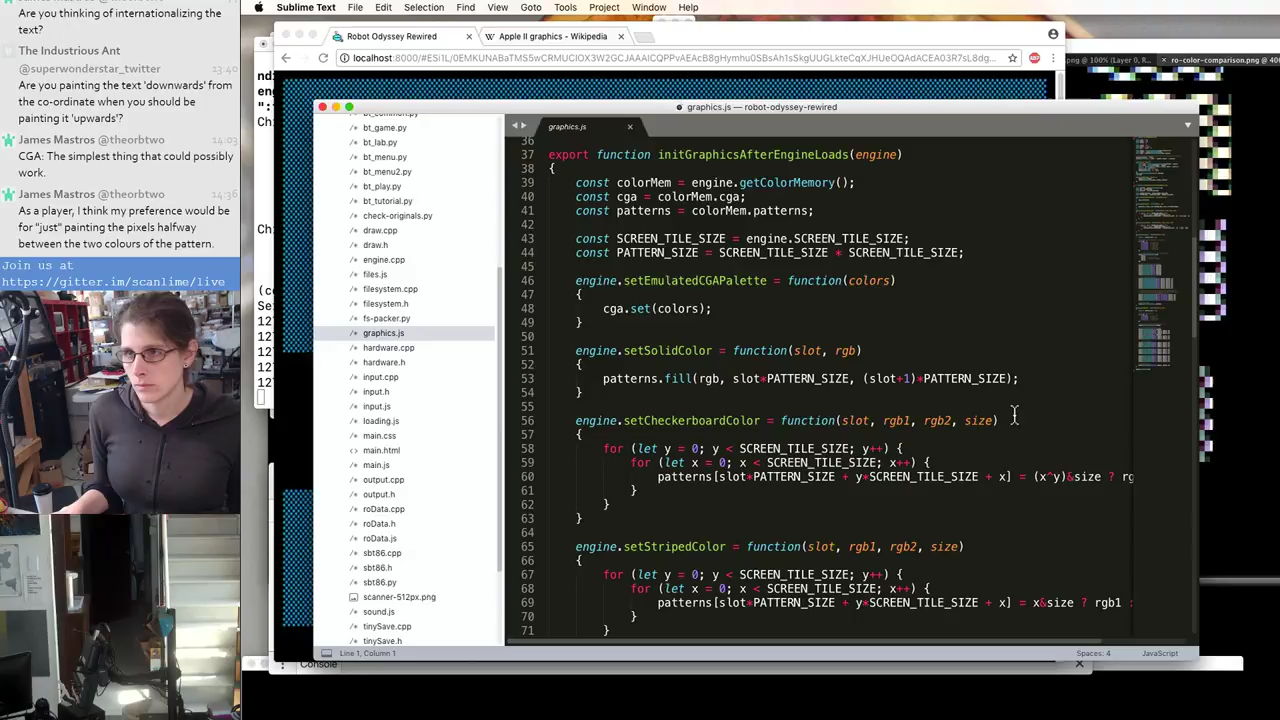 Are you thinking of internationalizing the
text?
The Industrious Ant
@superwonderstar_twitter 13:40
Are you painting the text 'downwards' from
the co-ordinate when you should be
painting it 'upwards'?
James Mastros @theorbtwo 14:03
CGA: The simplest thing that could possibly
work.
James Mastros @theorbtwo 14:36
As a player, I think my preference would be
for "just" painting the pixels halfway
between the two colours of the pattern.
Join us at
https://gitter.im/scanlime/live
Sublime Text File Edit Selection Find View Goto Tools Project Window Help
Robot Odyssey Rewired
Apple II graphics - Wikipedia
ro-color-comparison.png @ 400
graphics.js — robot-odyssey-rewired
graphics.js
bt_common.py
bt_game.py
bt_lab.py
bt_menu.py
bt_menu2.py
bt_play.py
bt_tutorial.py
check-originals.py
draw.cpp
draw.h
engine.cpp
files.js
filesystem.cpp
filesystem.h
fs-packer.py
graphics.js
hardware.cpp
hardware.h
input.cpp
input.h
input.js
loading.js
main.css
main.html
main.js
output.cpp
output.h
roData.cpp
roData.h
roData.js
sbt86.cpp
sbt86.h
sbt86.py
scanner-512px.png
sound.js
tinySave.cpp
tinySave.h
36
37 export function initGraphicsAfterEngineLoads(engine)
38 {
39 const colorMem = engine.getColorMemory();
40 const cga = colorMem.cga;
41 const patterns = colorMem.patterns;
42
43 const SCREEN_TILE_SIZE = engine.SCREEN_TILE_SIZE;
44 const PATTERN_SIZE = SCREEN_TILE_SIZE * SCREEN_TILE_SIZE;
45
46 engine.setEmulatedCGAPalette = function(colors)
47 {
48 cga.set(colors);
49 }
50
51 engine.setSolidColor = function(slot, rgb)
52 {
53 patterns.fill(rgb, slot*PATTERN_SIZE, (slot+1)*PATTERN_SIZE);
54 }
55
56 engine.setCheckerboardColor = function(slot, rgb1, rgb2, size)
57 {
58 for (let y = 0; y < SCREEN_TILE_SIZE; y++) {
59 for (let x = 0; x < SCREEN_TILE_SIZE; x++) {
60 patterns[slot*PATTERN_SIZE + y*SCREEN_TILE_SIZE + x] = (x^y)&size ? rg
61 }
62 }
63 }
64
65 engine.setStripedColor = function(slot, rgb1, rgb2, size)
66 {
67 for (let y = 0; y < SCREEN_TILE_SIZE; y++) {
68 for (let x = 0; x < SCREEN_TILE_SIZE; x++) {
69 patterns[slot*PATTERN_SIZE + y*SCREEN_TILE_SIZE + x] = x&size ? rgb1 :
70 }
71 }
Line 1, Column 1
Spaces: 4
JavaScript
Console